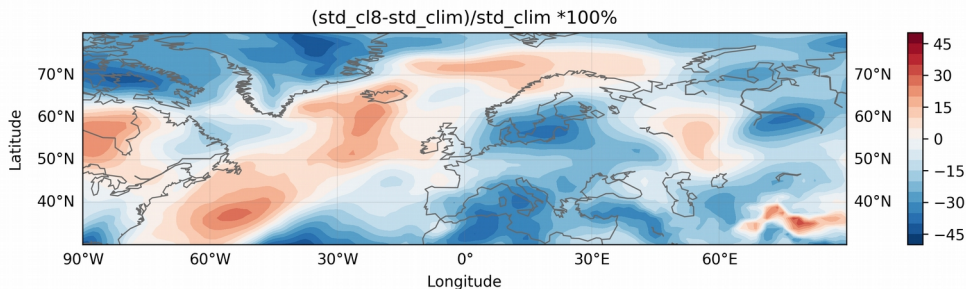 (std_cl8-std_clim)/std_clim *100%
70°N
60°N
50°N
40°N
Latitude
90°W
60°W
30°W
0°
30°E
60°E
Longitude
70°N
60°N
50°N
40°N
45
30
15
0
−15
−30
−45